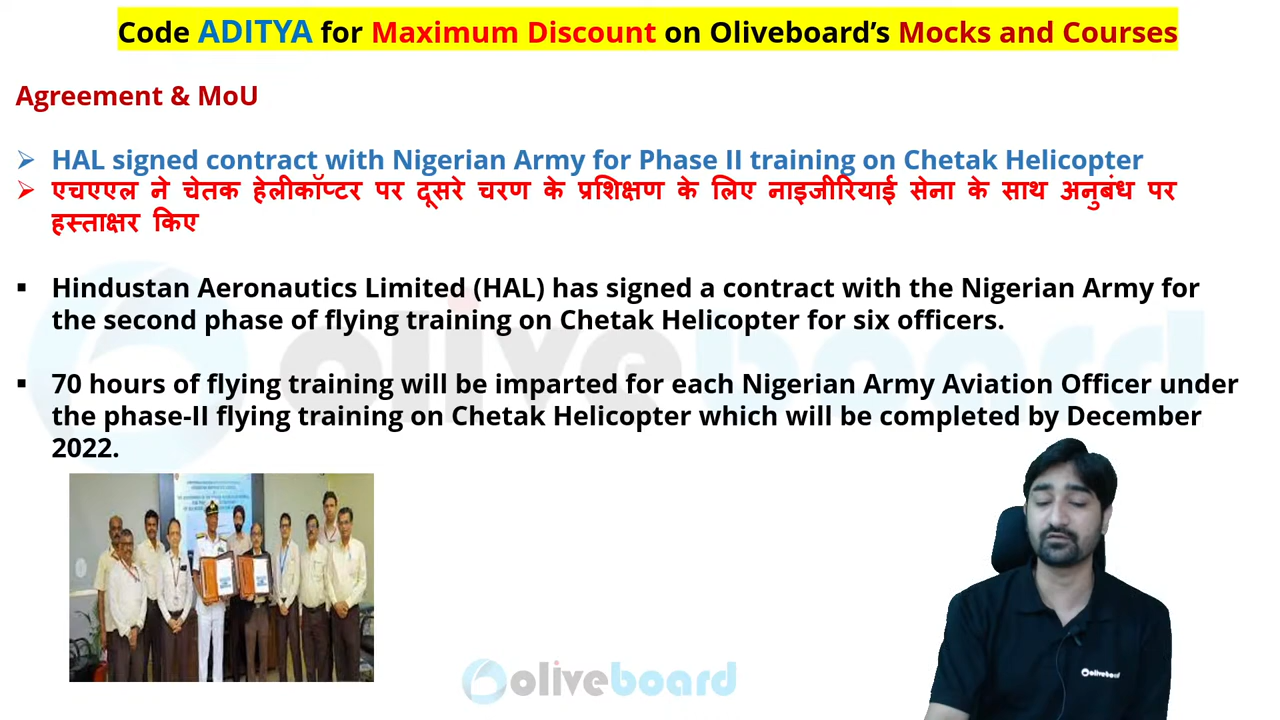 Code ADITYA for Maximum Discount on Oliveboard's Mocks and Courses
Agreement & MoU
➢ HAL signed contract with Nigerian Army for Phase II training on Chetak Helicopter
➢ एचएएल ने चेतक हेलीकॉप्टर पर दूसरे चरण के प्रशिक्षण के लिए नाइजीरियाई सेना के साथ अनुबंध पर
हस्ताक्षर किए
▪ Hindustan Aeronautics Limited (HAL) has signed a contract with the Nigerian Army for
the second phase of flying training on Chetak Helicopter for six officers.
▪ 70 hours of flying training will be imparted for each Nigerian Army Aviation Officer under
the phase-II flying training on Chetak Helicopter which will be completed by December
2022.
oliveboard
oliveboard
oliveboard